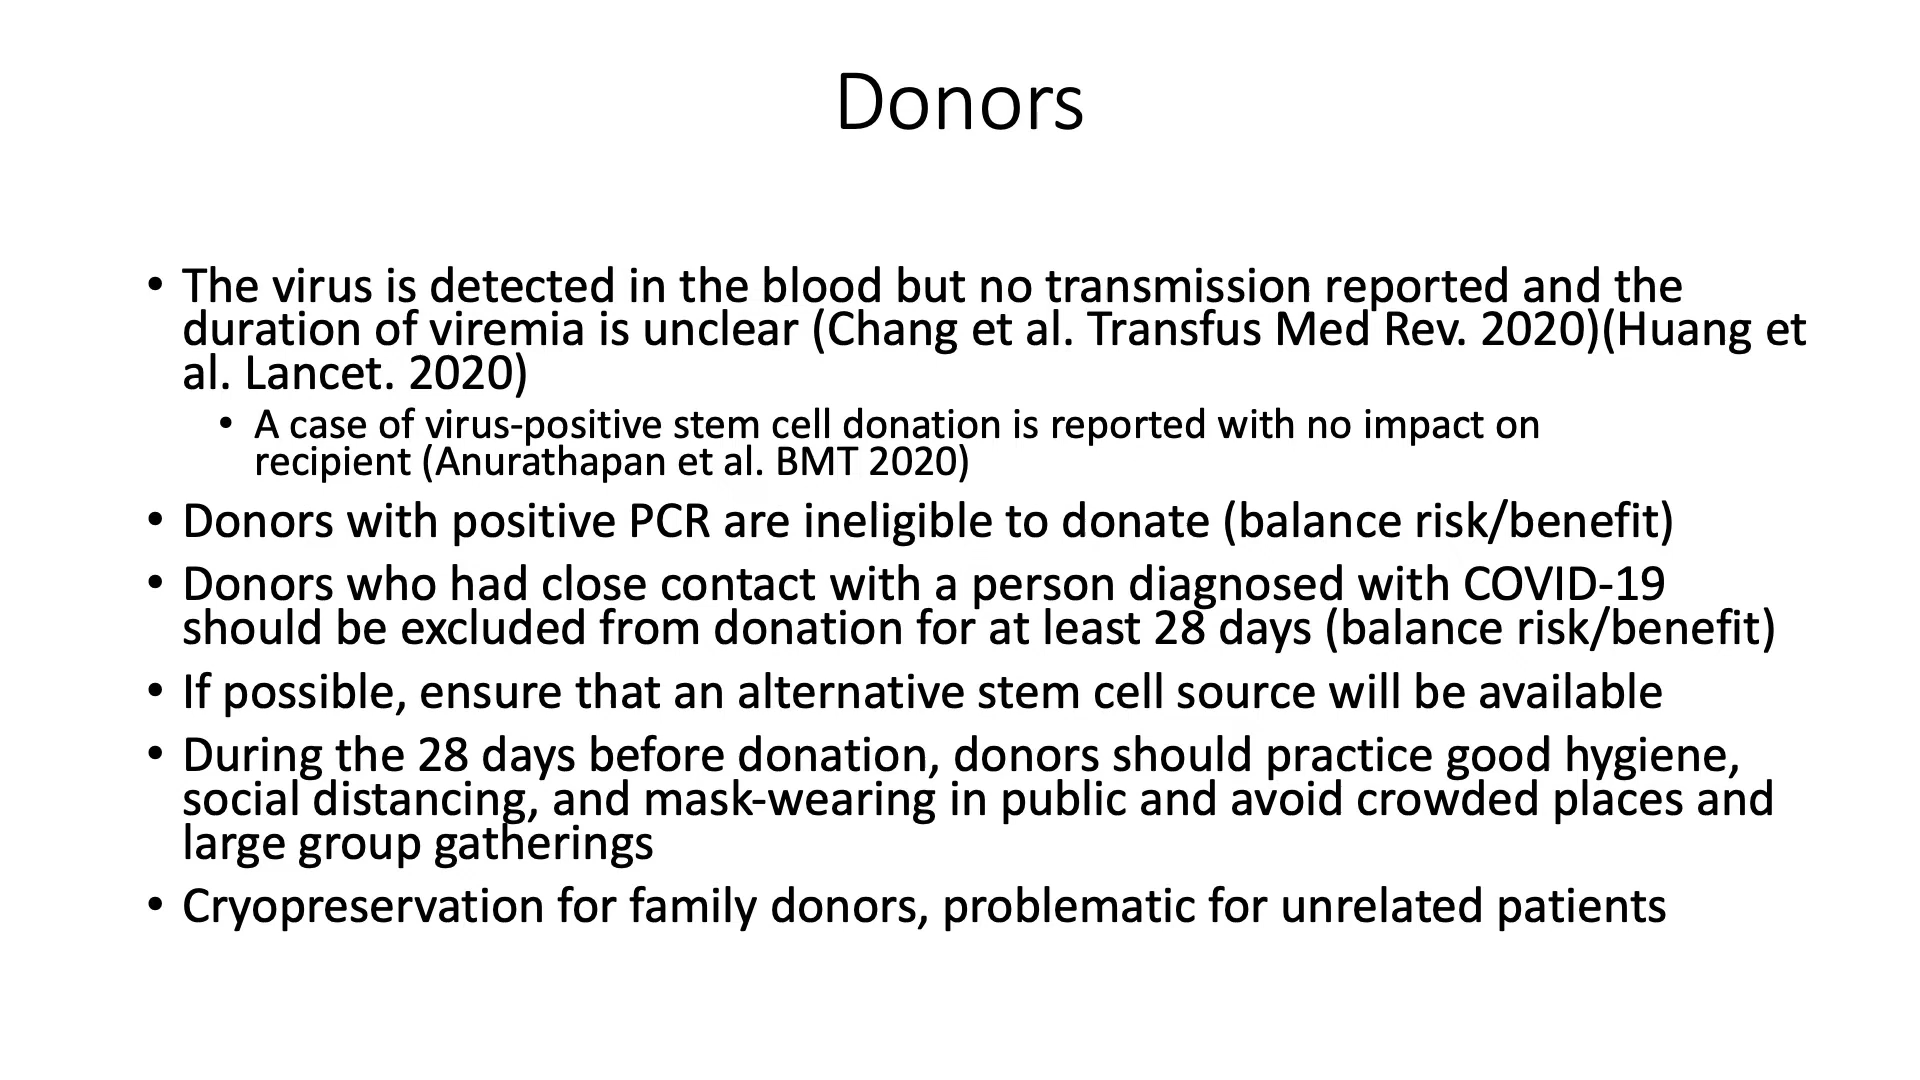 Donors
• The virus is detected in the blood but no transmission reported and the
duration of viremia is unclear (Chang et al. Transfus Med Rev. 2020)(Huang et
al. Lancet. 2020)
• A case of virus-positive stem cell donation is reported with no impact on
recipient (Anurathapan et al. BMT 2020)
• Donors with positive PCR are ineligible to donate (balance risk/benefit)
• Donors who had close contact with a person diagnosed with COVID-19
should be excluded from donation for at least 28 days (balance risk/benefit)
• If possible, ensure that an alternative stem cell source will be available
• During the 28 days before donation, donors should practice good hygiene,
social distancing, and mask-wearing in public and avoid crowded places and
large group gatherings
• Cryopreservation for family donors, problematic for unrelated patients